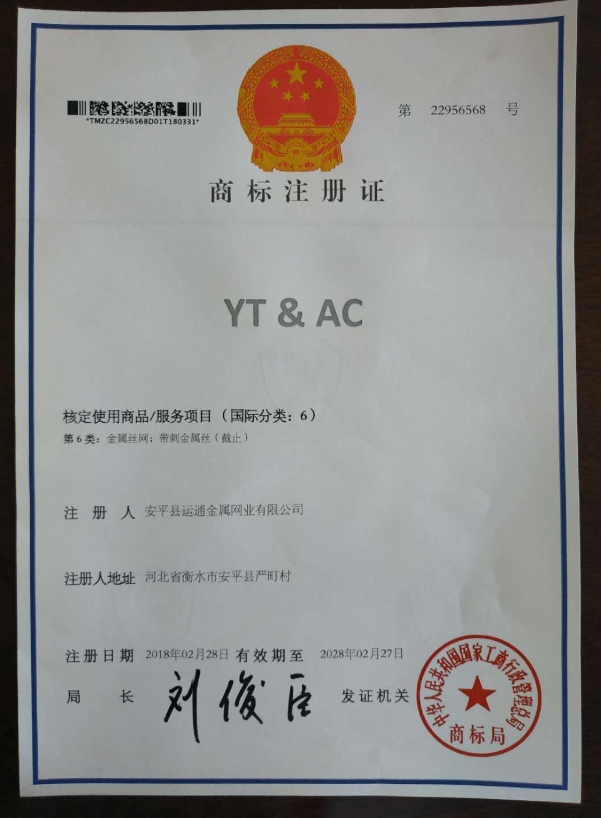 *TMZC22956568D01T180331*
第 22956568 号
商标注册证
YT & AC
核定使用商品/服务项目（国际分类：6）
第 6 类：金属丝网；带刺金属丝（截止）
注册人 安平县运通金属网业有限公司
注册人地址 河北省衡水市安平县严町村
注册日期 2018年02月28日 有效期至 2028年02月27日
局长 刘俊臣 发证机关
中华人民共和国国家工商行政管理总局
商标局